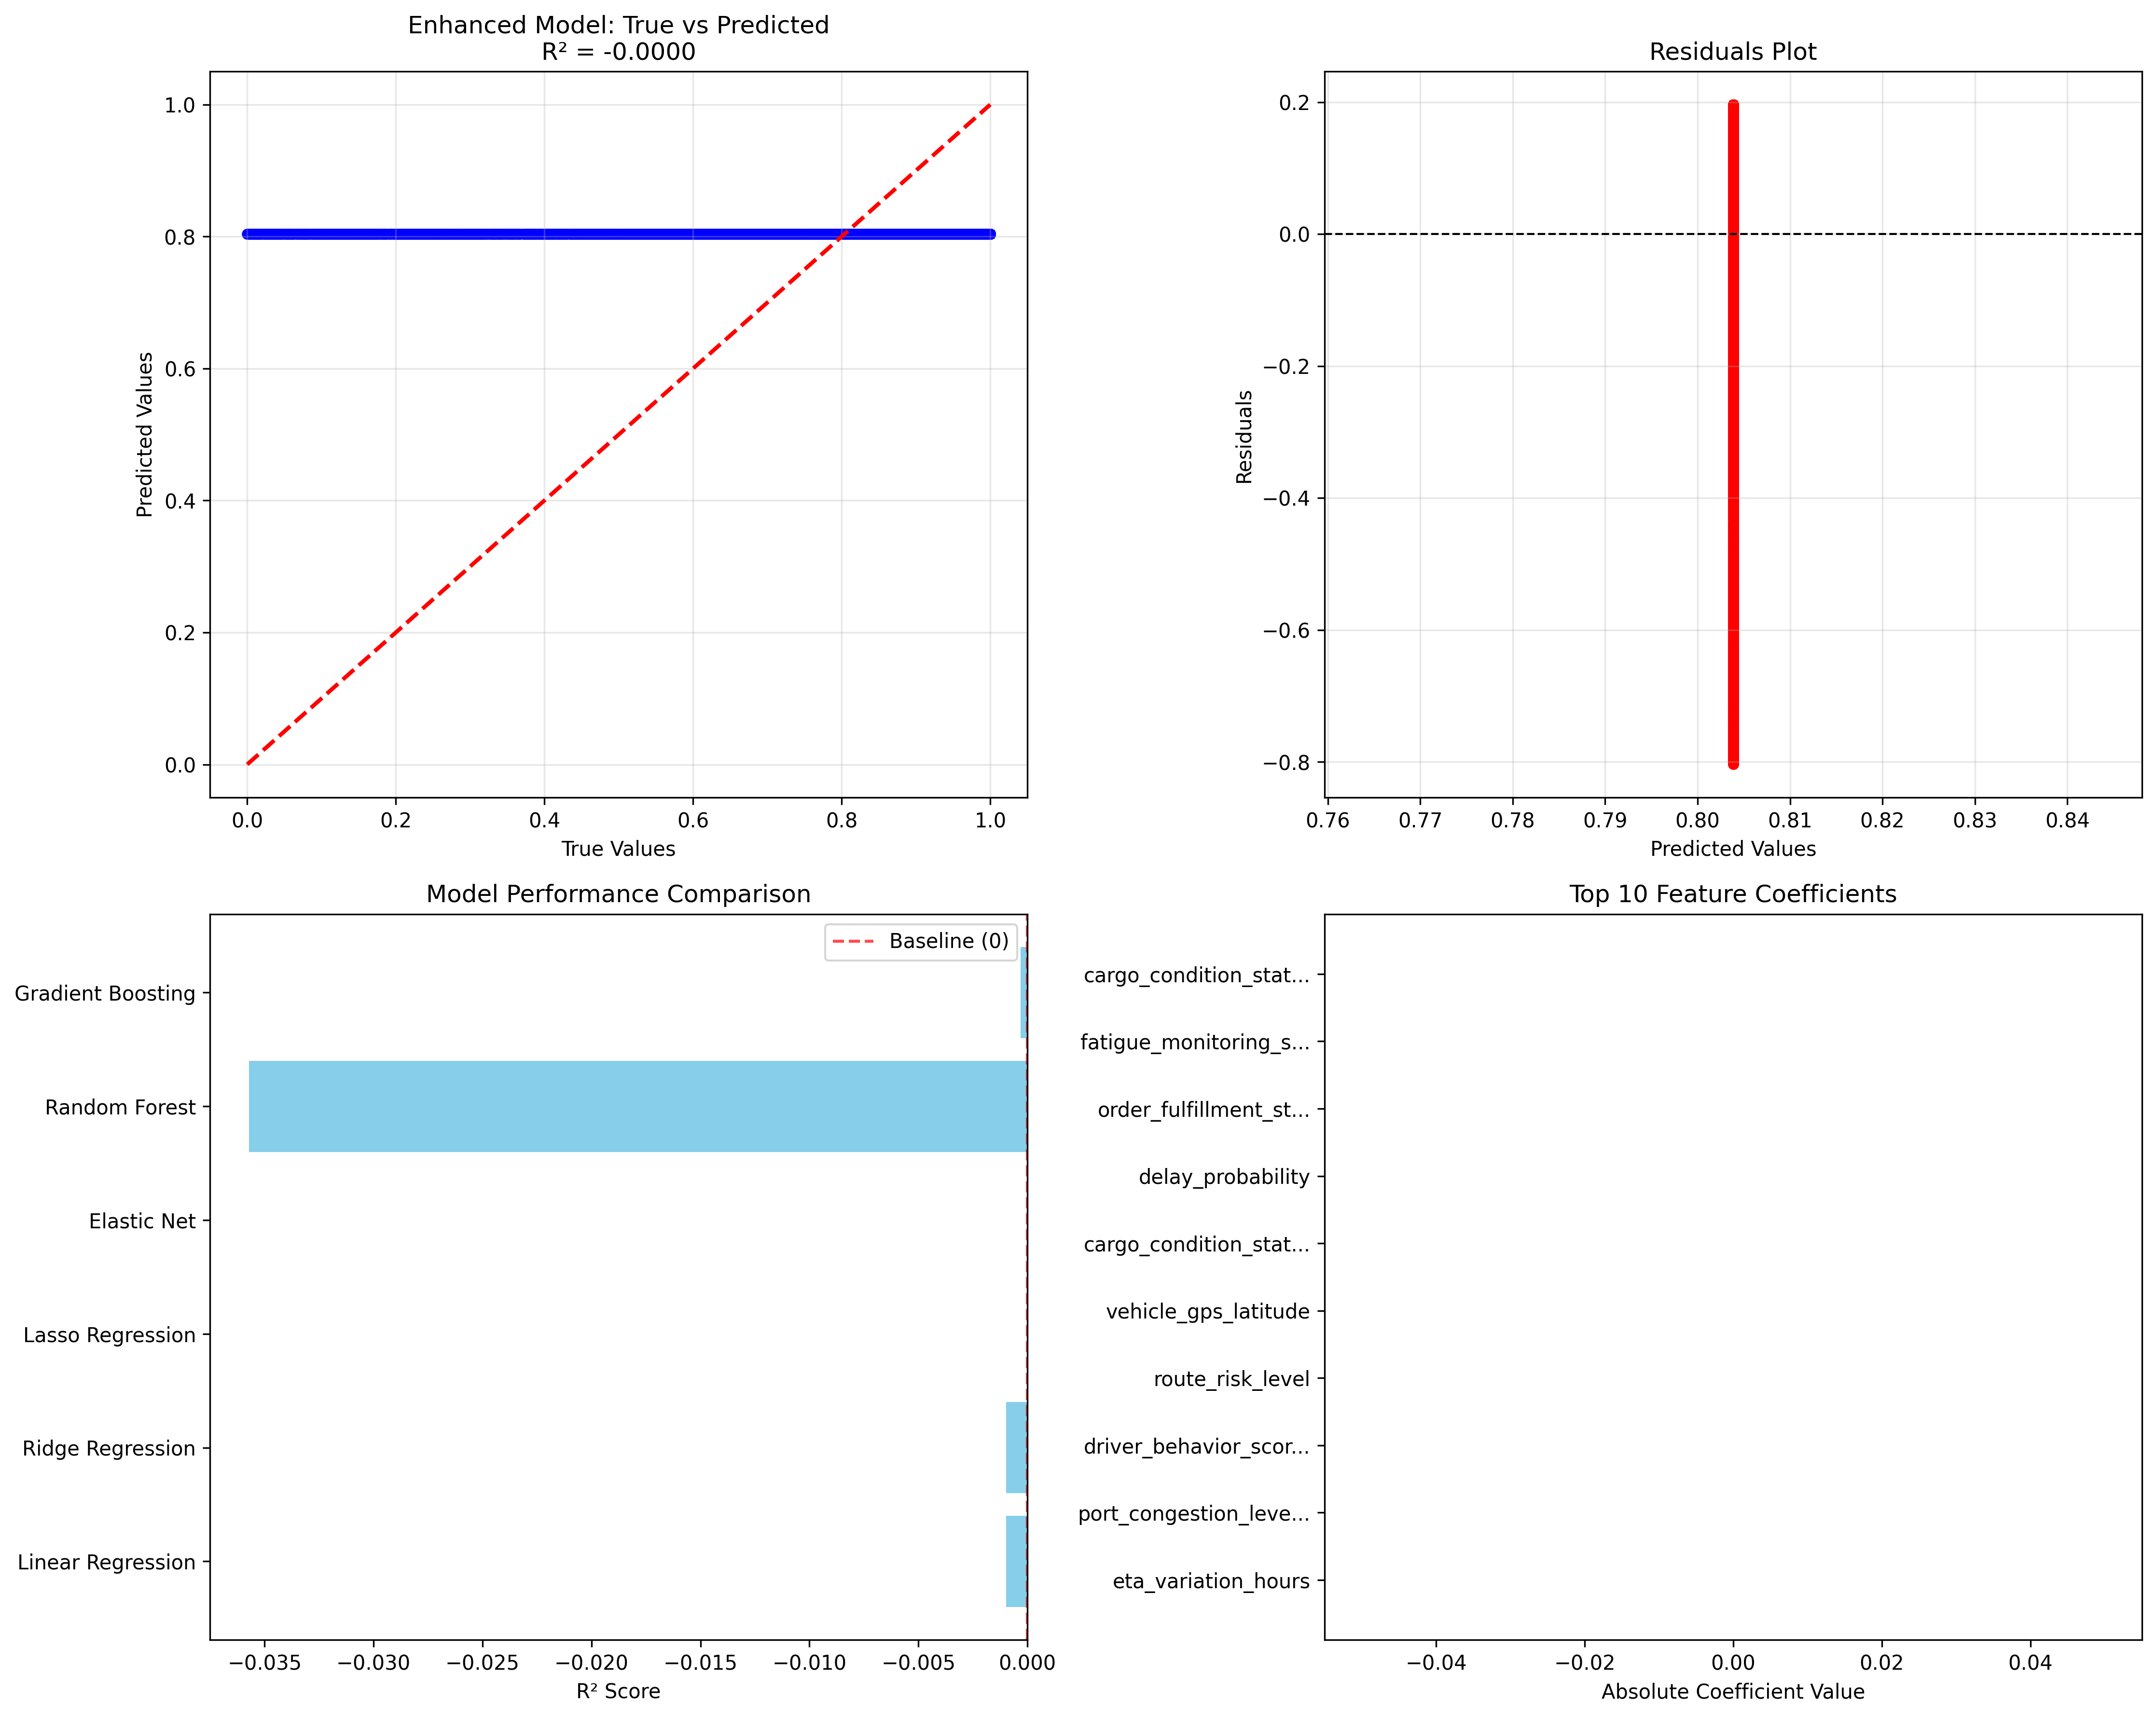 Enhanced Model: True vs Predicted
R² = -0.0000
1.0
0.8
0.6
0.4
0.2
0.0
Predicted Values
0.0 0.2 0.4 0.6 0.8 1.0
True Values
Residuals Plot
0.2
0.0
−0.2
−0.4
−0.6
−0.8
Residuals
0.76 0.77 0.78 0.79 0.80 0.81 0.82 0.83 0.84
Predicted Values
Model Performance Comparison
Baseline (0)
Gradient Boosting
Random Forest
Elastic Net
Lasso Regression
Ridge Regression
Linear Regression
−0.035 −0.030 −0.025 −0.020 −0.015 −0.010 −0.005 0.000
R² Score
Top 10 Feature Coefficients
cargo_condition_stat...
fatigue_monitoring_s...
order_fulfillment_st...
delay_probability
cargo_condition_stat...
vehicle_gps_latitude
route_risk_level
driver_behavior_scor...
port_congestion_leve...
eta_variation_hours
−0.04 −0.02 0.00 0.02 0.04
Absolute Coefficient Value